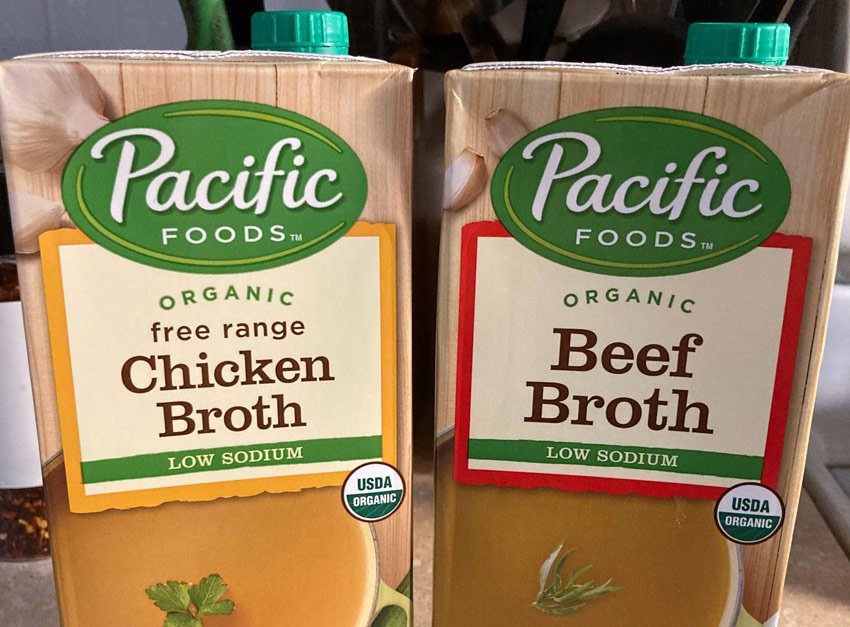 Pacific
FOODS™
ORGANIC
free range
Chicken
Broth
LOW SODIUM
USDA
ORGANIC
Pacific
FOODS™
ORGANIC
Beef
Broth
LOW SODIUM
USDA
ORGANIC